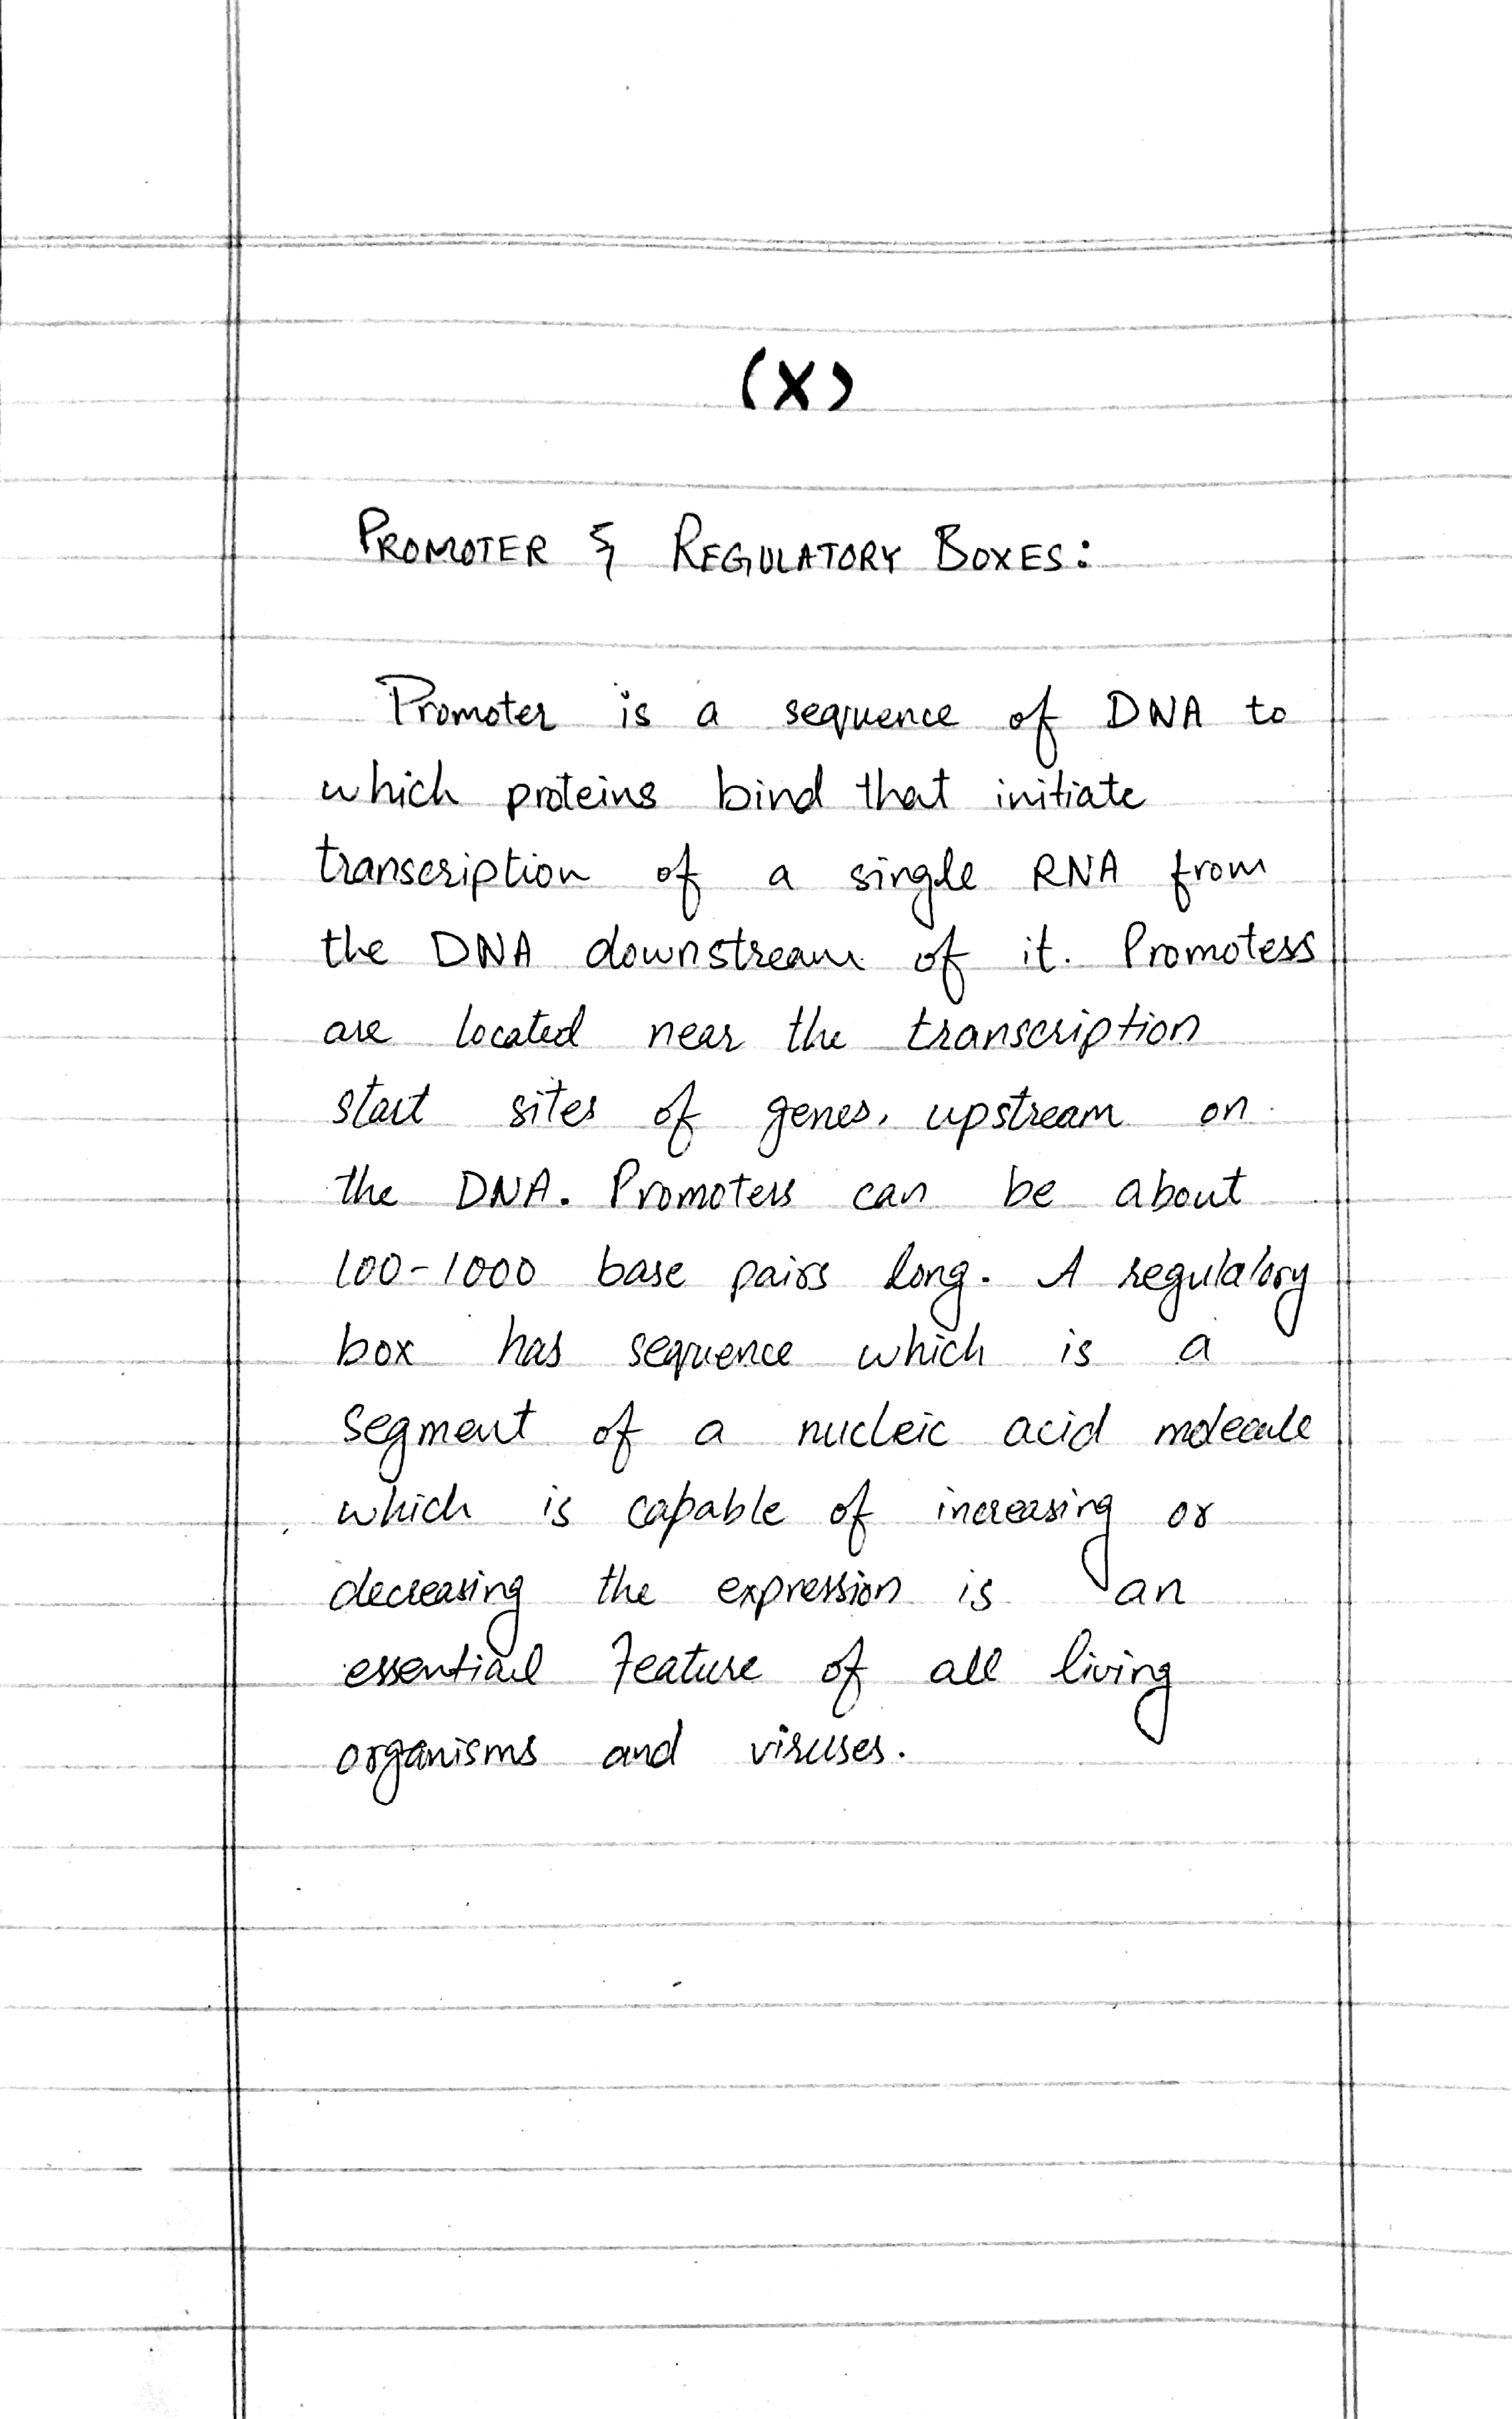 (X)
PROMOTER & REGULATORY BOXES:
Promoter is a sequence of DNA to
which proteins bind that initiate
transcription of a single RNA from
the DNA downstream of it. Promoters
are located near the transcription
start sites of genes, upstream on
the DNA. Promoters can be about
100-1000 base pairs long. A regulatory
box has sequence which is a
segment of a nucleic acid molecule
which is capable of increasing or
decreasing the expression is an
essential feature of all living
organisms and viruses.